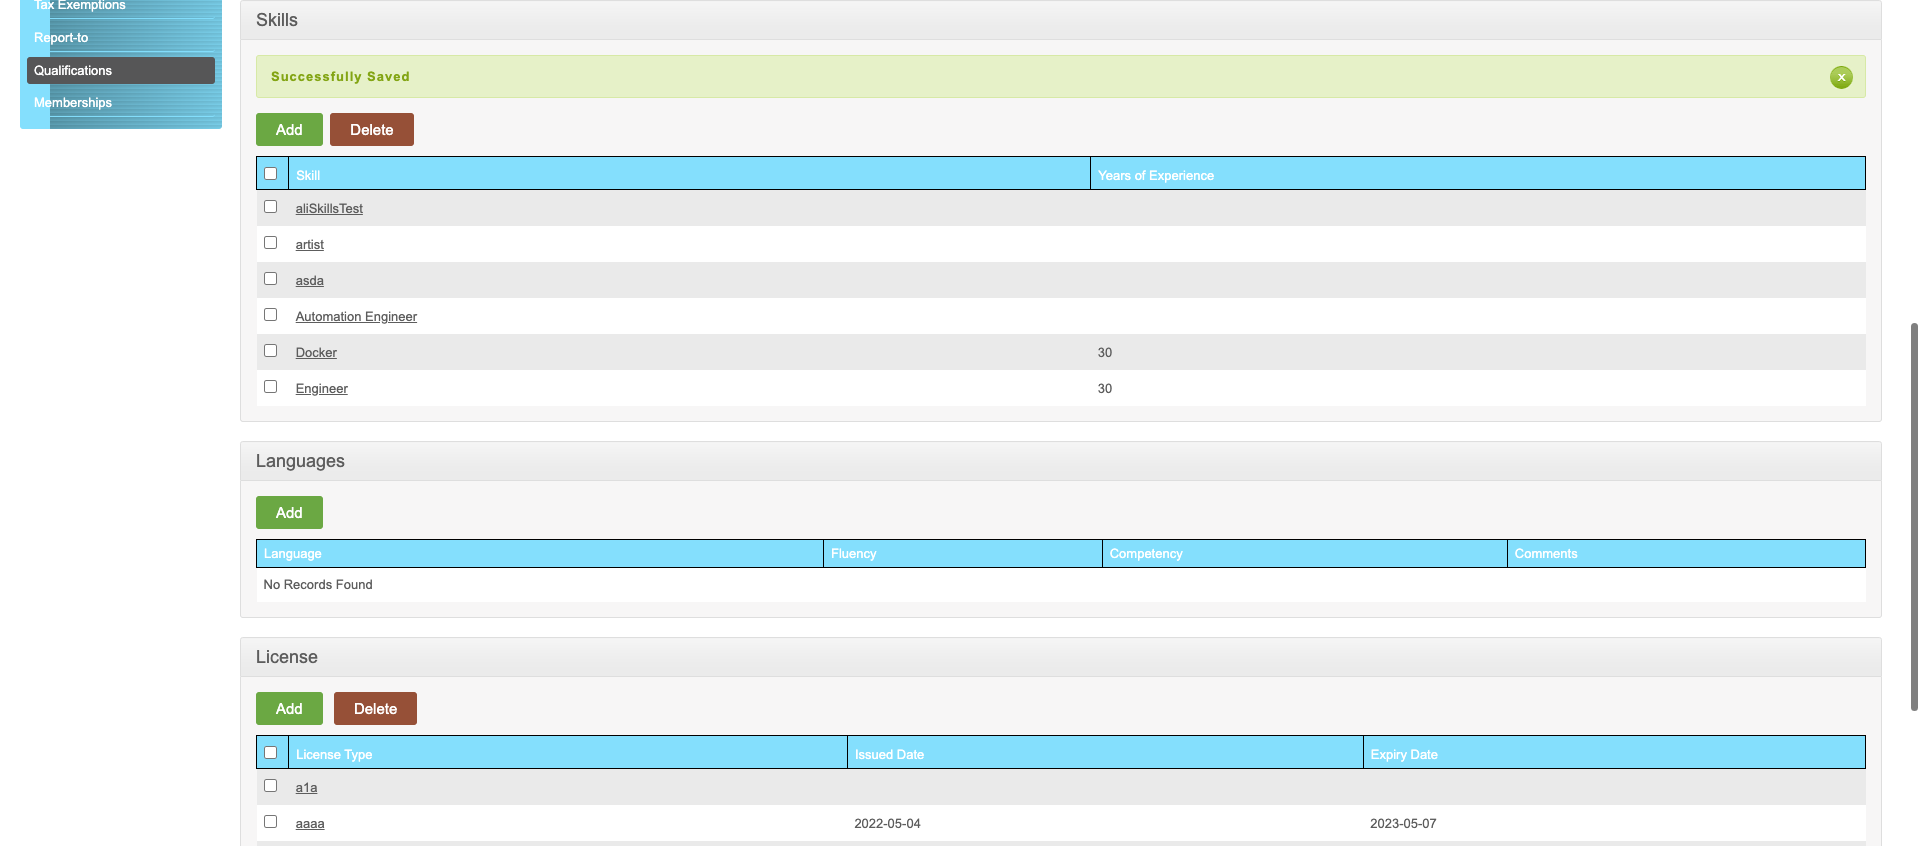 Tax Exemptions
Report-to
Qualifications
Memberships
Skills
Successfully Saved
x
Add Delete
Skill Years of Experience
aliSkillsTest
artist
asda
Automation Engineer
Docker 30
Engineer 30
Languages
Add
Language Fluency Competency Comments
No Records Found
License
Add Delete
License Type Issued Date Expiry Date
a1a
aaaa 2022-05-04 2023-05-07